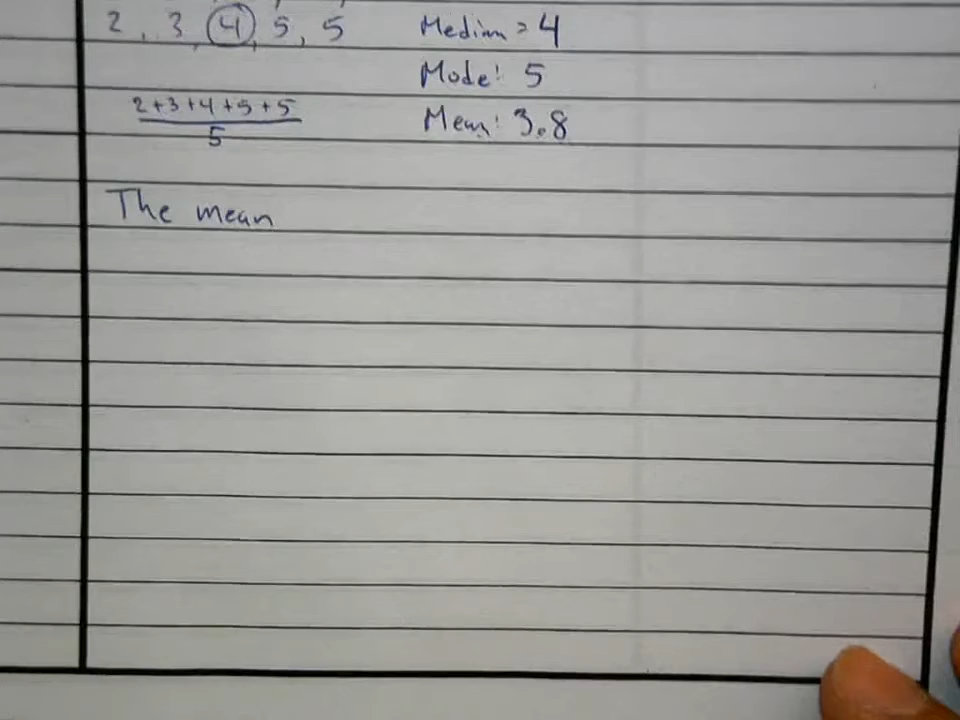 2, 3, 4, 5, 5 Median = 4
Mode: 5
2+3+4+5+5 Mean: 3.8
5
The mean